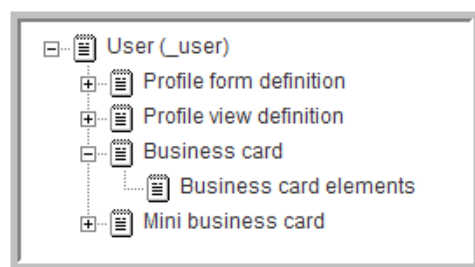 User (_user)
Profile form definition
Profile view definition
Business card
Business card elements
Mini business card